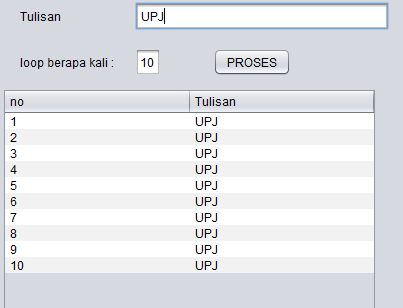 Tulisan UPJ
loop berapa kali : 10 PROSES
no Tulisan
1 UPJ
2 UPJ
3 UPJ
4 UPJ
5 UPJ
6 UPJ
7 UPJ
8 UPJ
9 UPJ
10 UPJ